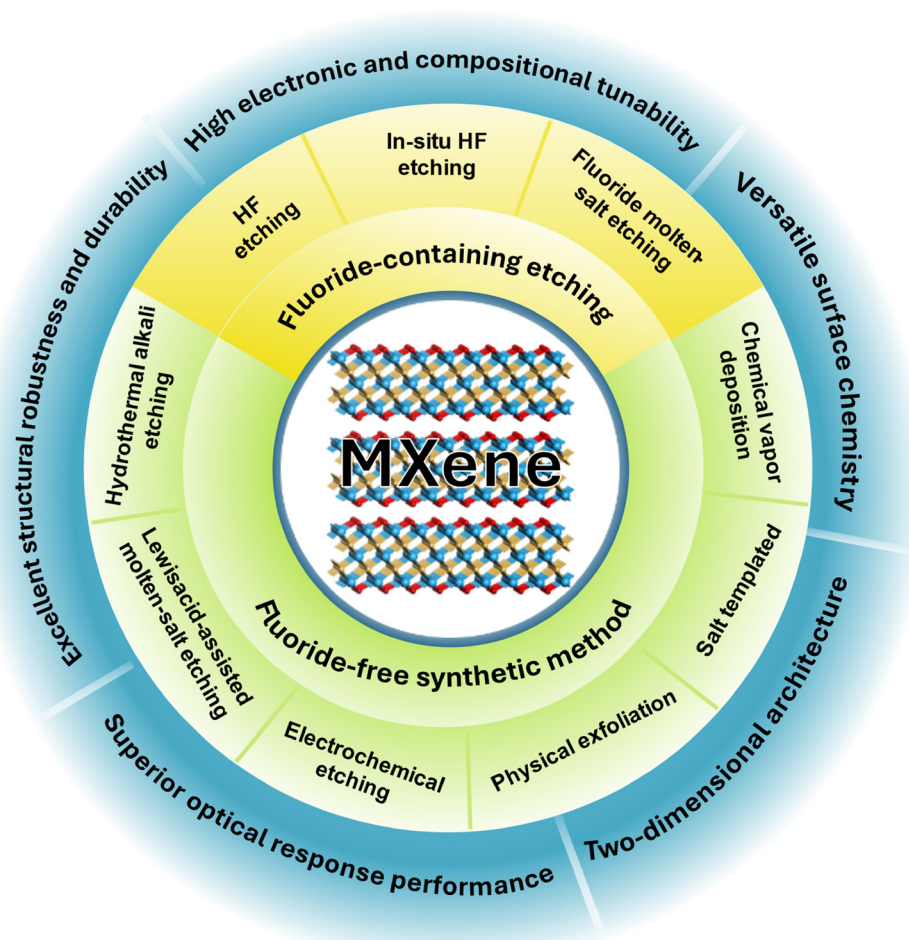 High electronic and compositional tunability
Versatile surface chemistry
Two-dimensional architecture
Superior optical response performance
Excellent structural robustness and durability
HF
etching
In-situ HF
etching
Fluoride molten-
salt etching
Fluoride-containing etching
Chemical vapor
deposition
Salt templated
Physical exfoliation
Electrochemical
etching
Lewisacid-assisted
molten-salt etching
Hydrothermal alkali
etching
Fluoride-free synthetic method
MXene